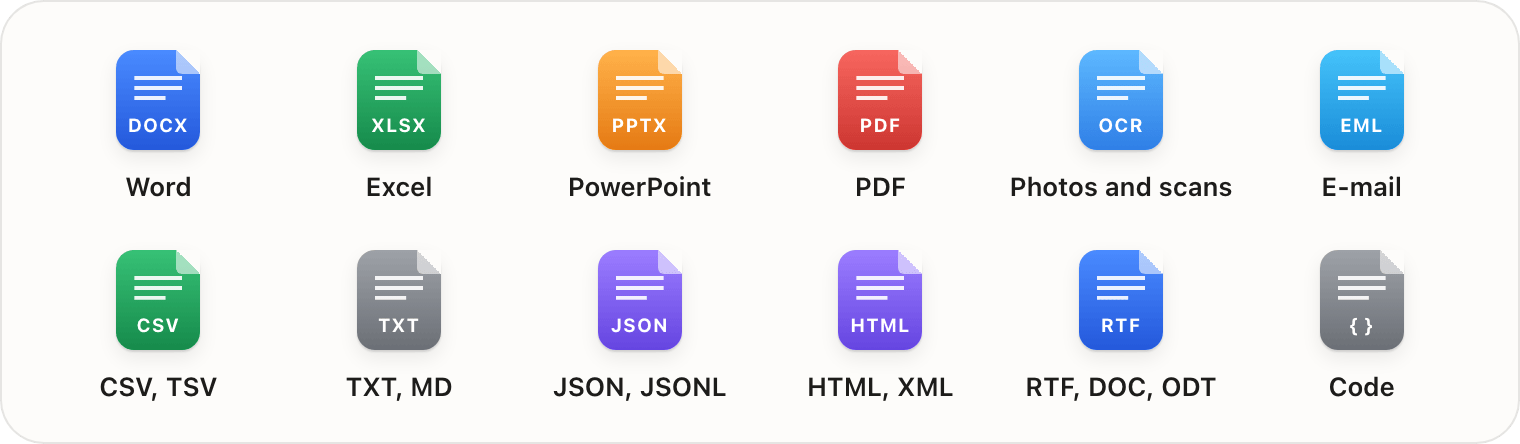 DOCX XLSX PPTX PDF OCR EML
Word Excel PowerPoint PDF Photos and scans E-mail
CSV TXT JSON HTML RTF { }
CSV, TSV TXT, MD JSON, JSONL HTML, XML RTF, DOC, ODT Code